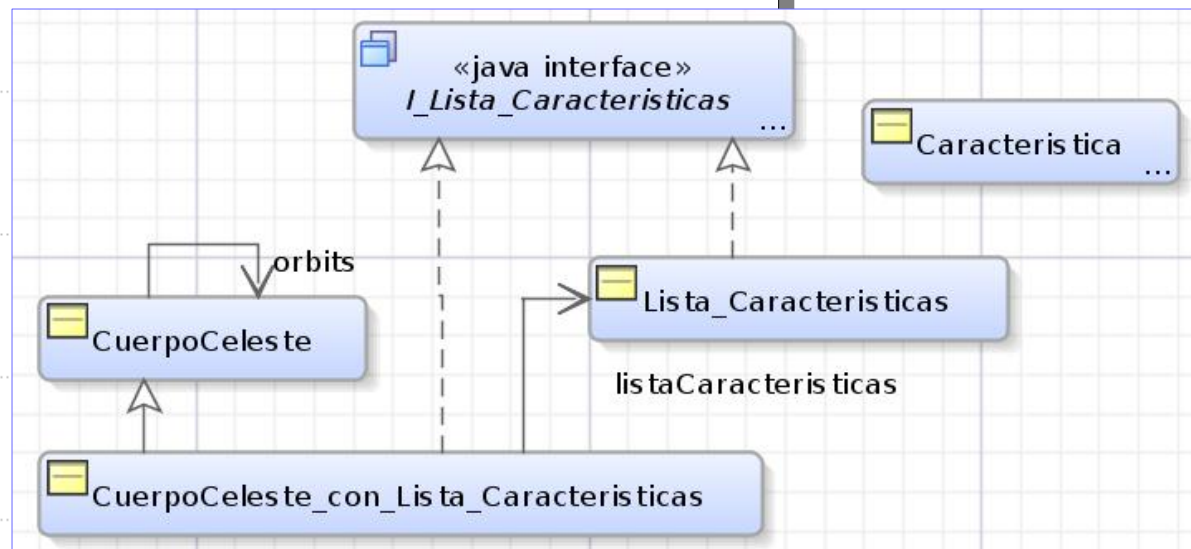 «java interface»
I_Lista_Caracteristicas
...
Caracteristica
...
orbits
CuerpoCeleste
Lista_Caracteristicas
listaCaracteristicas
CuerpoCeleste_con_Lista_Caracteristicas